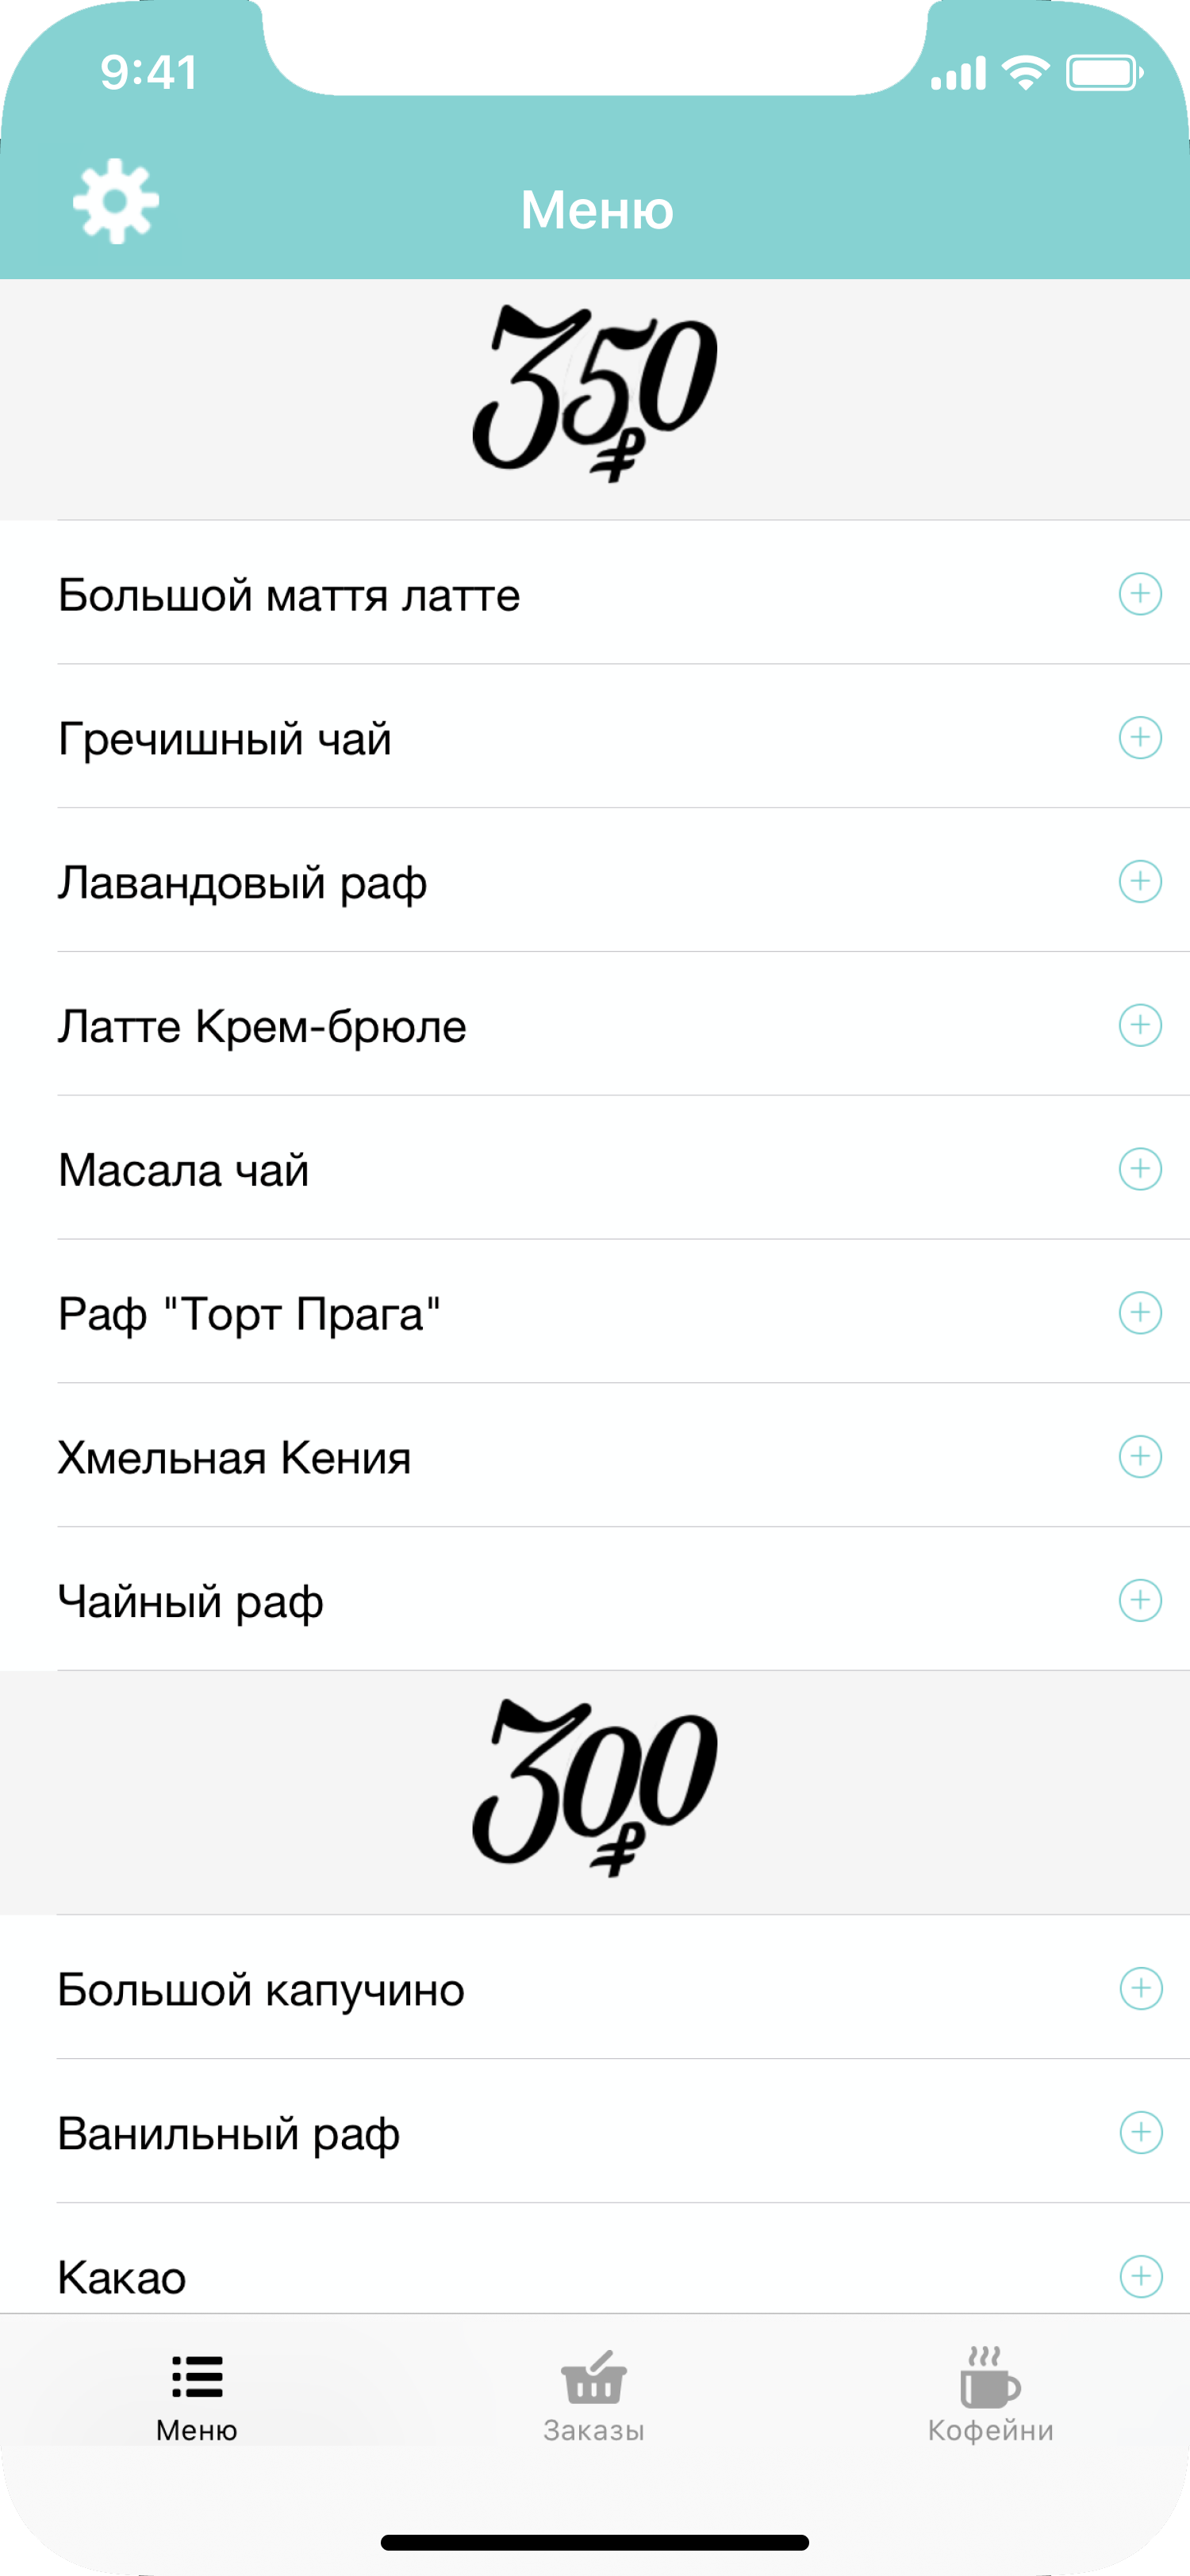 9:41
Меню
350
₽
Большой маття латте
Гречишный чай
Лавандовый раф
Латте Крем-брюле
Масала чай
Раф "Торт Прага"
Хмельная Кения
Чайный раф
300
₽
Большой капучино
Ванильный раф
Какао
Меню
Заказы
Кофейни